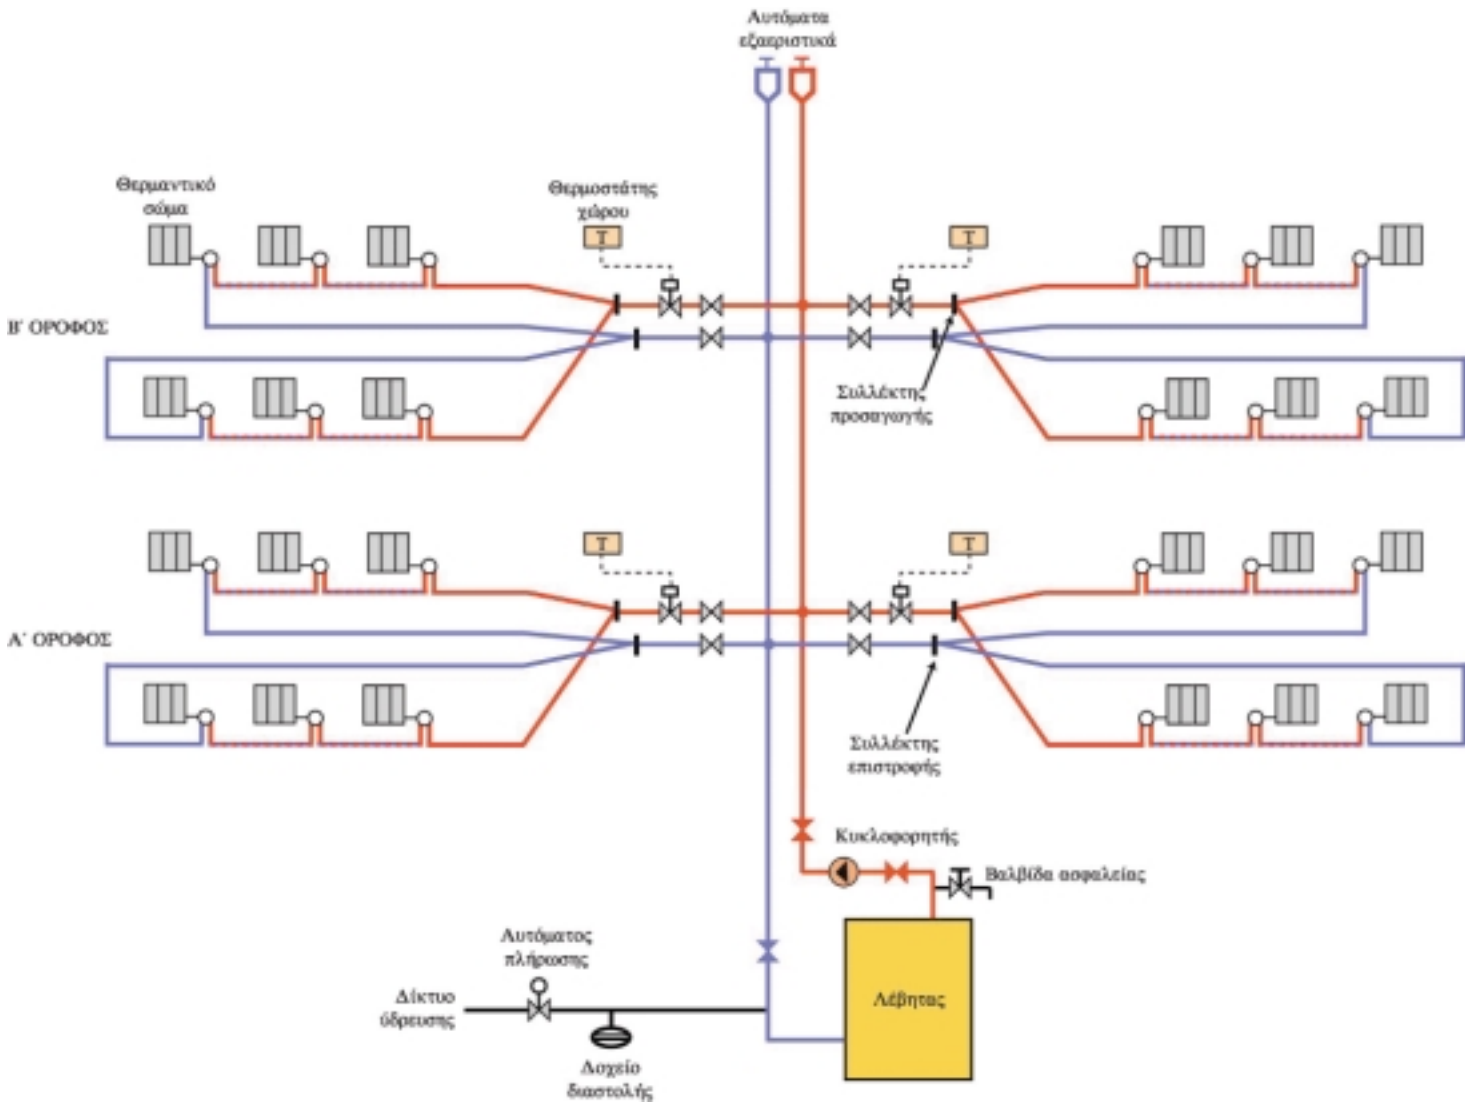 Αυτόματα
εξαεριστικά
Θερμαντικό
σώμα
Θερμοστάτης
χώρου
T
T
Β΄ ΟΡΟΦΟΣ
Συλλέκτης
προσαγωγής
T
T
Α΄ ΟΡΟΦΟΣ
Συλλέκτης
επιστροφής
Κυκλοφορητής
Βαλβίδα ασφαλείας
Αυτόματος
πλήρωσης
Δίκτυο
ύδρευσης
Λέβητας
Δοχείο
διαστολής